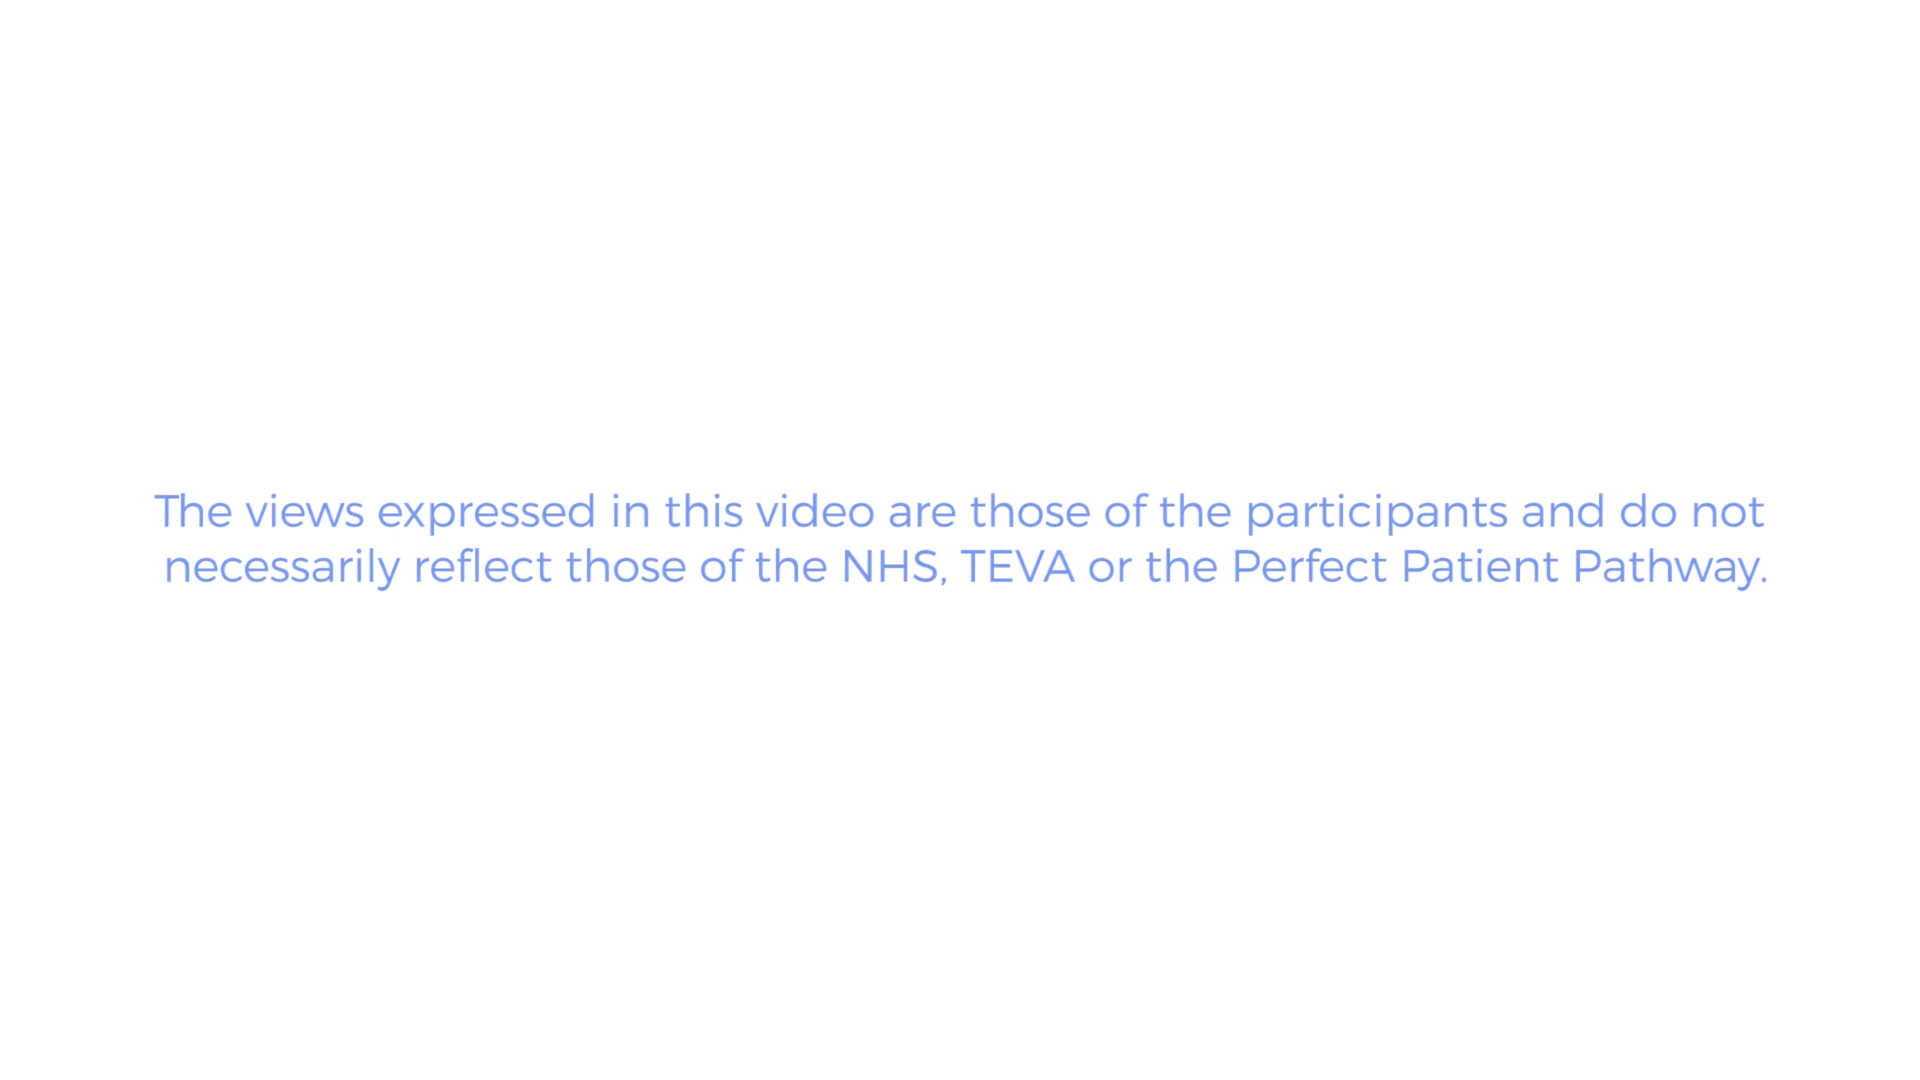 The views expressed in this video are those of the participants and do not
necessarily reflect those of the NHS, TEVA or the Perfect Patient Pathway.